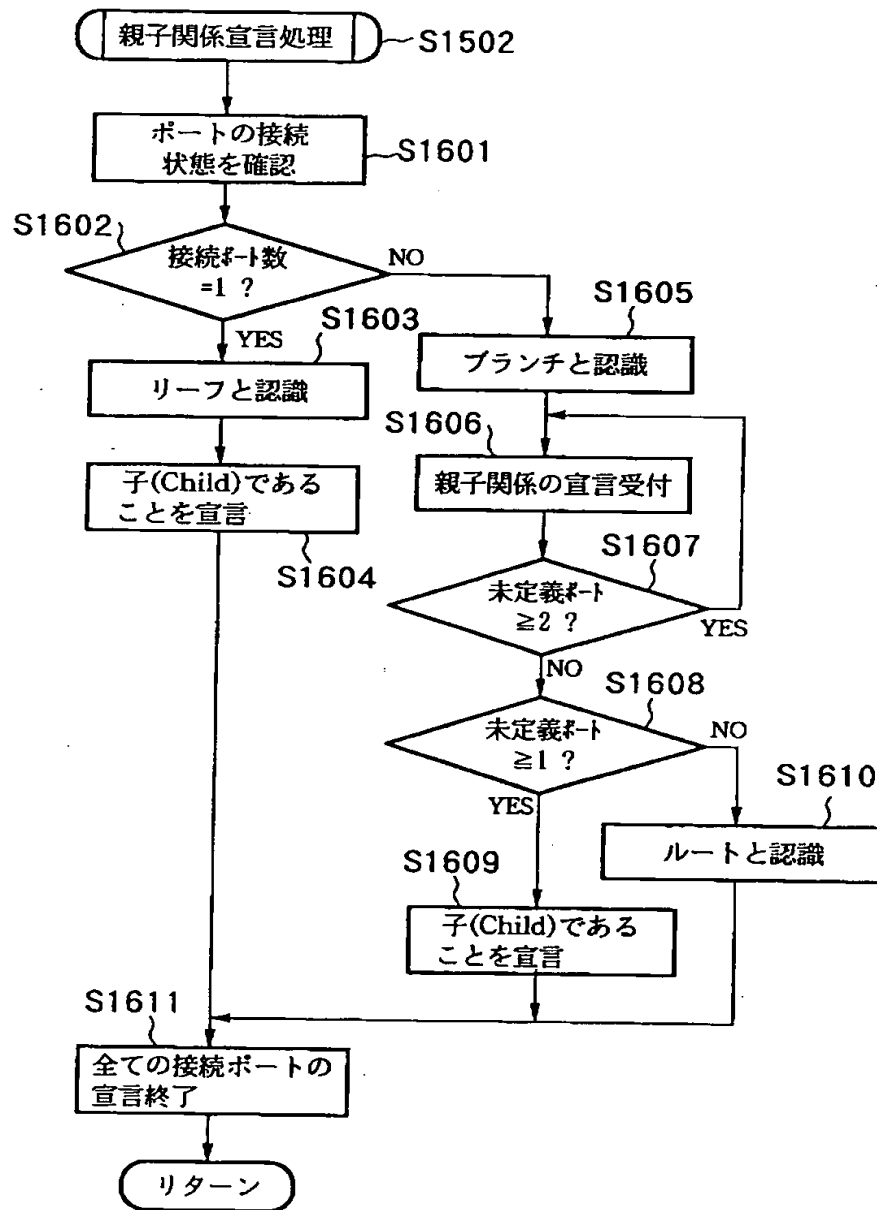 親子関係宣言処理
S1502
ポートの接続
状態を確認
S1601
S1602
接続ポート数
=1 ?
NO
YES
S1603
リーフと認識
子(Child)である
ことを宣言
S1604
S1605
ブランチと認識
S1606
親子関係の宣言受付
S1607
未定義ポート
≧2 ?
YES
NO
S1608
未定義ポート
≧1 ?
NO
YES
S1610
ルートと認識
S1609
子(Child)である
ことを宣言
S1611
全ての接続ポートの
宣言終了
リターン